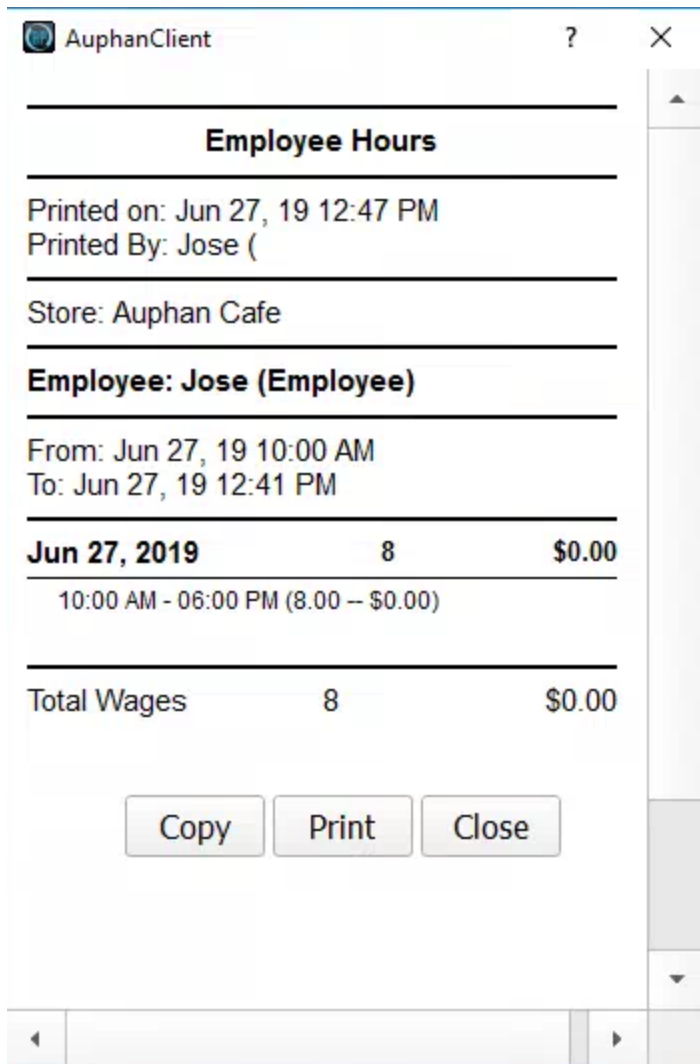 AuphanClient ?
Employee Hours
Printed on: Jun 27, 19 12:47 PM
Printed By: Jose (
Store: Auphan Cafe
Employee: Jose (Employee)
From: Jun 27, 19 10:00 AM
To: Jun 27, 19 12:41 PM
Jun 27, 2019 8 $0.00
10:00 AM - 06:00 PM (8.00 -- $0.00)
Total Wages 8 $0.00
Copy Print Close